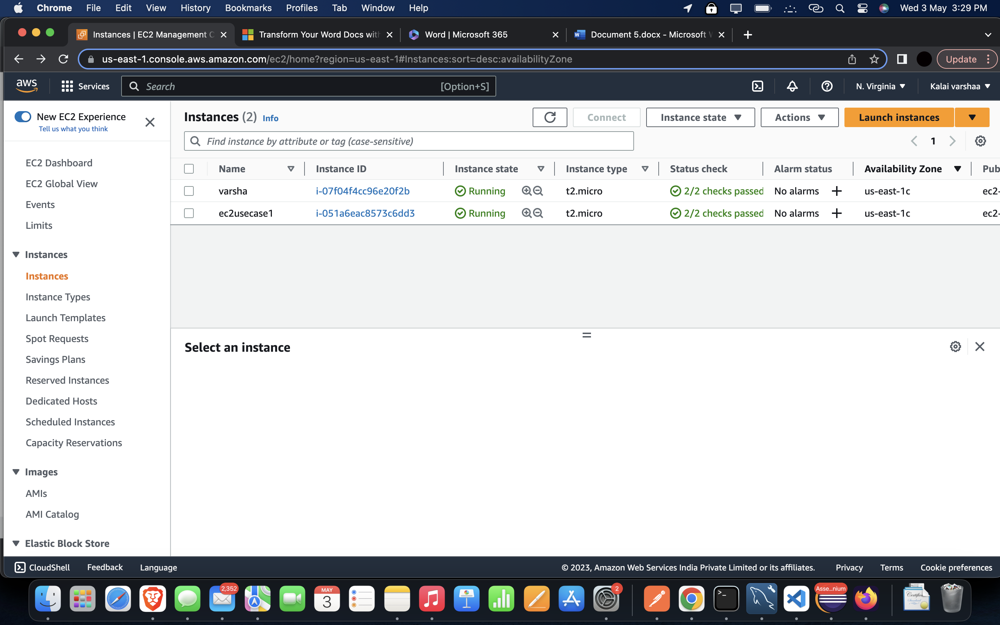 Chrome File Edit View History Bookmarks Profiles Tab Window Help Wed 3 May 3:29 PM
Instances | EC2 Management C Transform Your Word Docs with Word | Microsoft 365 Document 5.docx - Microsoft W
us-east-1.console.aws.amazon.com/ec2/home?region=us-east-1#Instances:sort=desc:availabilityZone Update
aws Services Search [Option+S] N. Virginia Kalai varshaa
New EC2 Experience
Tell us what you think
EC2 Dashboard
EC2 Global View
Events
Limits
Instances
Instances
Instance Types
Launch Templates
Spot Requests
Savings Plans
Reserved Instances
Dedicated Hosts
Scheduled Instances
Capacity Reservations
Images
AMIs
AMI Catalog
Elastic Block Store
Instances (2) Info Connect Instance state Actions Launch instances
Find instance by attribute or tag (case-sensitive) 1
Name Instance ID Instance state Instance type Status check Alarm status Availability Zone Pub
varsha i-07f04f4cc96e20f2b Running t2.micro 2/2 checks passed No alarms us-east-1c ec2-
ec2usecase1 i-051a6eac8573c6dd3 Running t2.micro 2/2 checks passed No alarms us-east-1c ec2-
Select an instance
CloudShell Feedback Language © 2023, Amazon Web Services India Private Limited or its affiliates. Privacy Terms Cookie preferences
2,352 MAY 3 2 Asse...nium